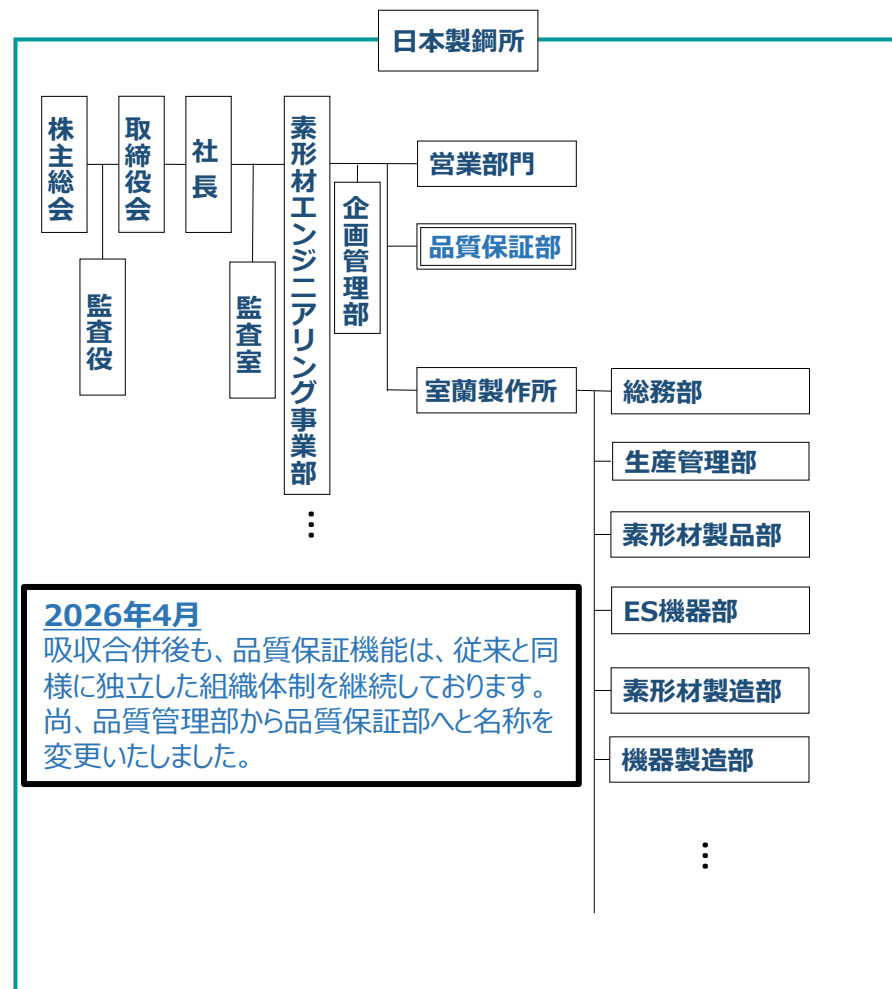 日本製鋼所
株主総会
取締役会
社長
素形材エンジニアリング事業部
営業部門
企画管理部
品質保証部
監査役
監査室
室蘭製作所
総務部
生産管理部
素形材製品部
ES機器部
素形材製造部
機器製造部
⋮
⋮
2026年4月
吸収合併後も、品質保証機能は、従来と同
様に独立した組織体制を継続しております。
尚、品質管理部から品質保証部へと名称を
変更いたしました。